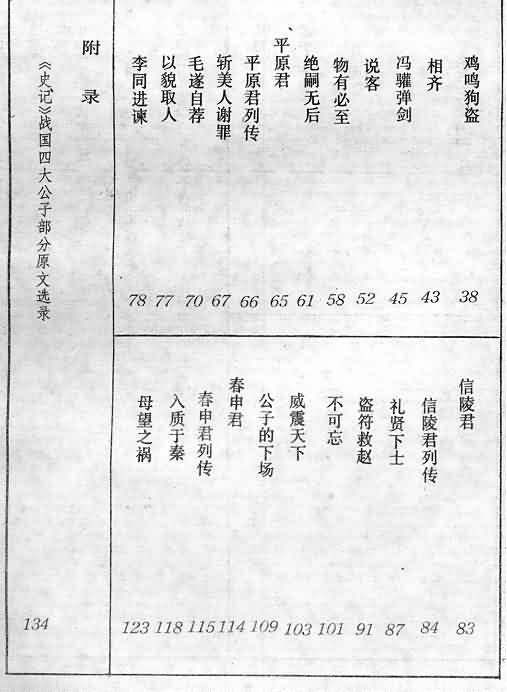 鸡鸣狗盗 38
相齐 43
冯驩弹剑 45
说客 52
物有必至 58
绝嗣无后 61
平原君 65
平原君列传 66
斩美人谢罪 67
毛遂自荐 70
以貌取人 77
李同进谏 78
信陵君 83
信陵君列传 84
礼贤下士 87
盗符救赵 91
不可忘 101
威震天下 103
公子的下场 109
春申君 114
春申君列传 115
入质于秦 118
母望之祸 123
附录
《史记》战国四大公子部分原文选录 134